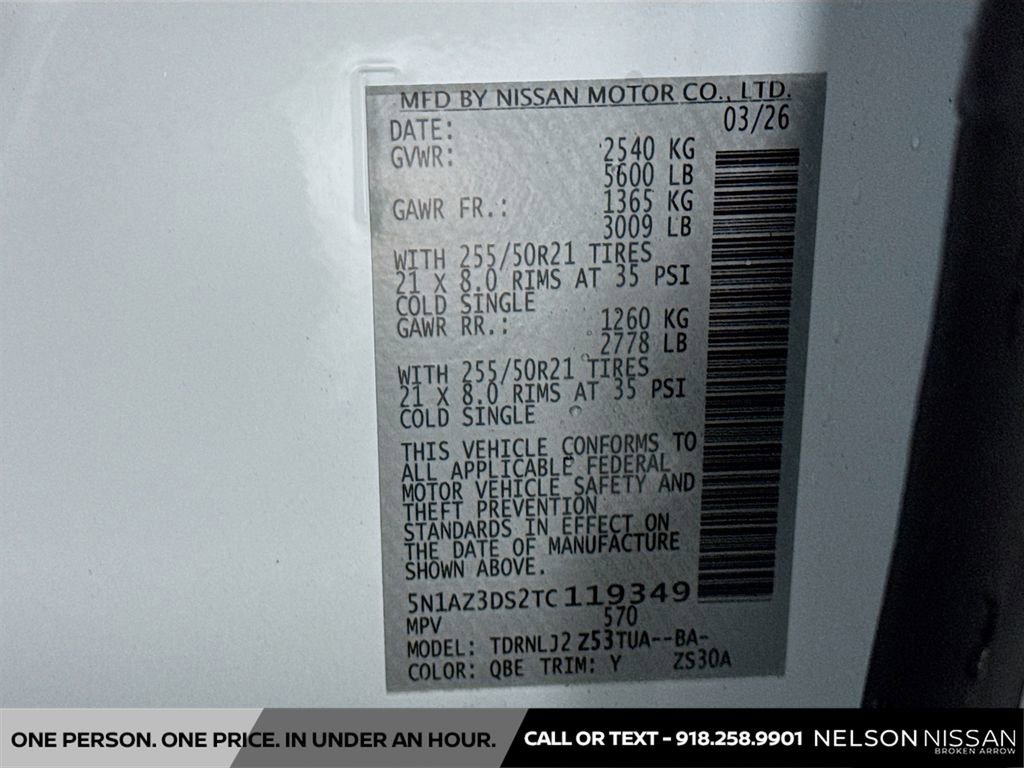 MFD BY NISSAN MOTOR CO., LTD.
DATE: 03/26
GVWR: 2540 KG
5600 LB
GAWR FR.: 1365 KG
3009 LB
WITH 255/50R21 TIRES
21 X 8.0 RIMS AT 35 PSI
COLD SINGLE
GAWR RR.: 1260 KG
2778 LB
WITH 255/50R21 TIRES
21 X 8.0 RIMS AT 35 PSI
COLD SINGLE
THIS VEHICLE CONFORMS TO
ALL APPLICABLE FEDERAL
MOTOR VEHICLE SAFETY AND
THEFT PREVENTION
STANDARDS IN EFFECT ON
THE DATE OF MANUFACTURE
SHOWN ABOVE.
5N1AZ3DS2TC119349
MPV 570
MODEL: TDRNLJ2 Z53TUA--BA-
COLOR: QBE TRIM: Y ZS30A
ONE PERSON. ONE PRICE. IN UNDER AN HOUR.
CALL OR TEXT - 918.258.9901
NELSON NISSAN
BROKEN ARROW